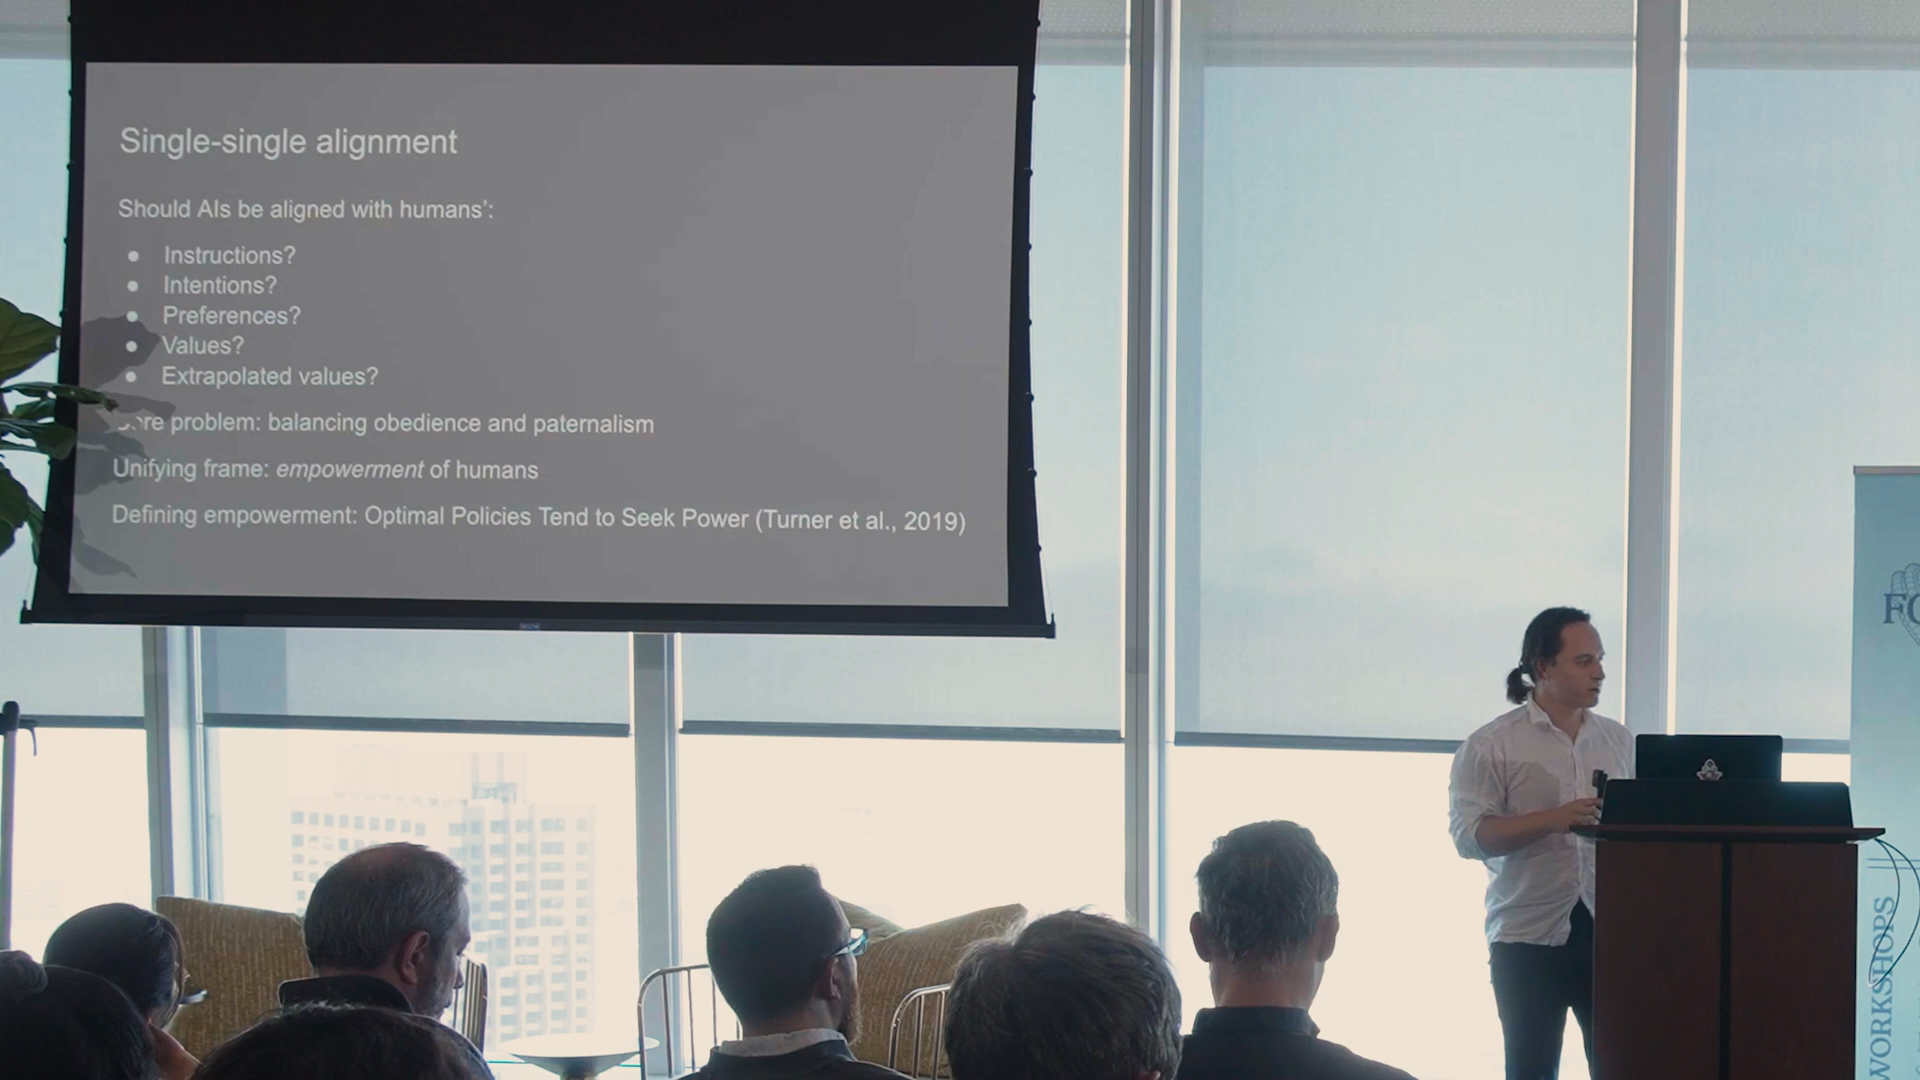 Single-single alignment
Should AIs be aligned with humans':
● Instructions?
● Intentions?
● Preferences?
● Values?
● Extrapolated values?
problem: balancing obedience and paternalism
Unifying frame: empowerment of humans
Defining empowerment: Optimal Policies Tend to Seek Power (Turner et al., 2019)
WORKSHOPS